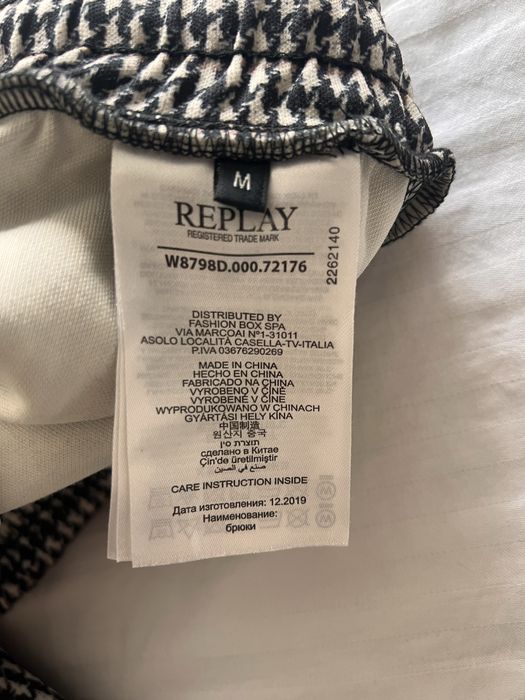 M
REPLAY
REGISTERED TRADE MARK
W8798D.000.72176
2262140
DISTRIBUTED BY
FASHION BOX SPA
VIA MARCOAI Nº1-31011
ASOLO LOCALITÀ CASELLA-TV-ITALIA
P.IVA 03676290269
MADE IN CHINA
HECHO EN CHINA
FABRICADO NA CHINA
VYROBENO V ČÍNĚ
VYROBENÉ V ČÍNE
WYPRODUKOWANO W CHINACH
GYÁRTÁSI HELY KÍNA
中国制造
원산지 중국
תוצרת סין
сделано в Китае
Çin'de üretilmiştir
صنع في الصين
CARE INSTRUCTION INSIDE
Дата изготовления: 12.2019
Наименование:
брюки